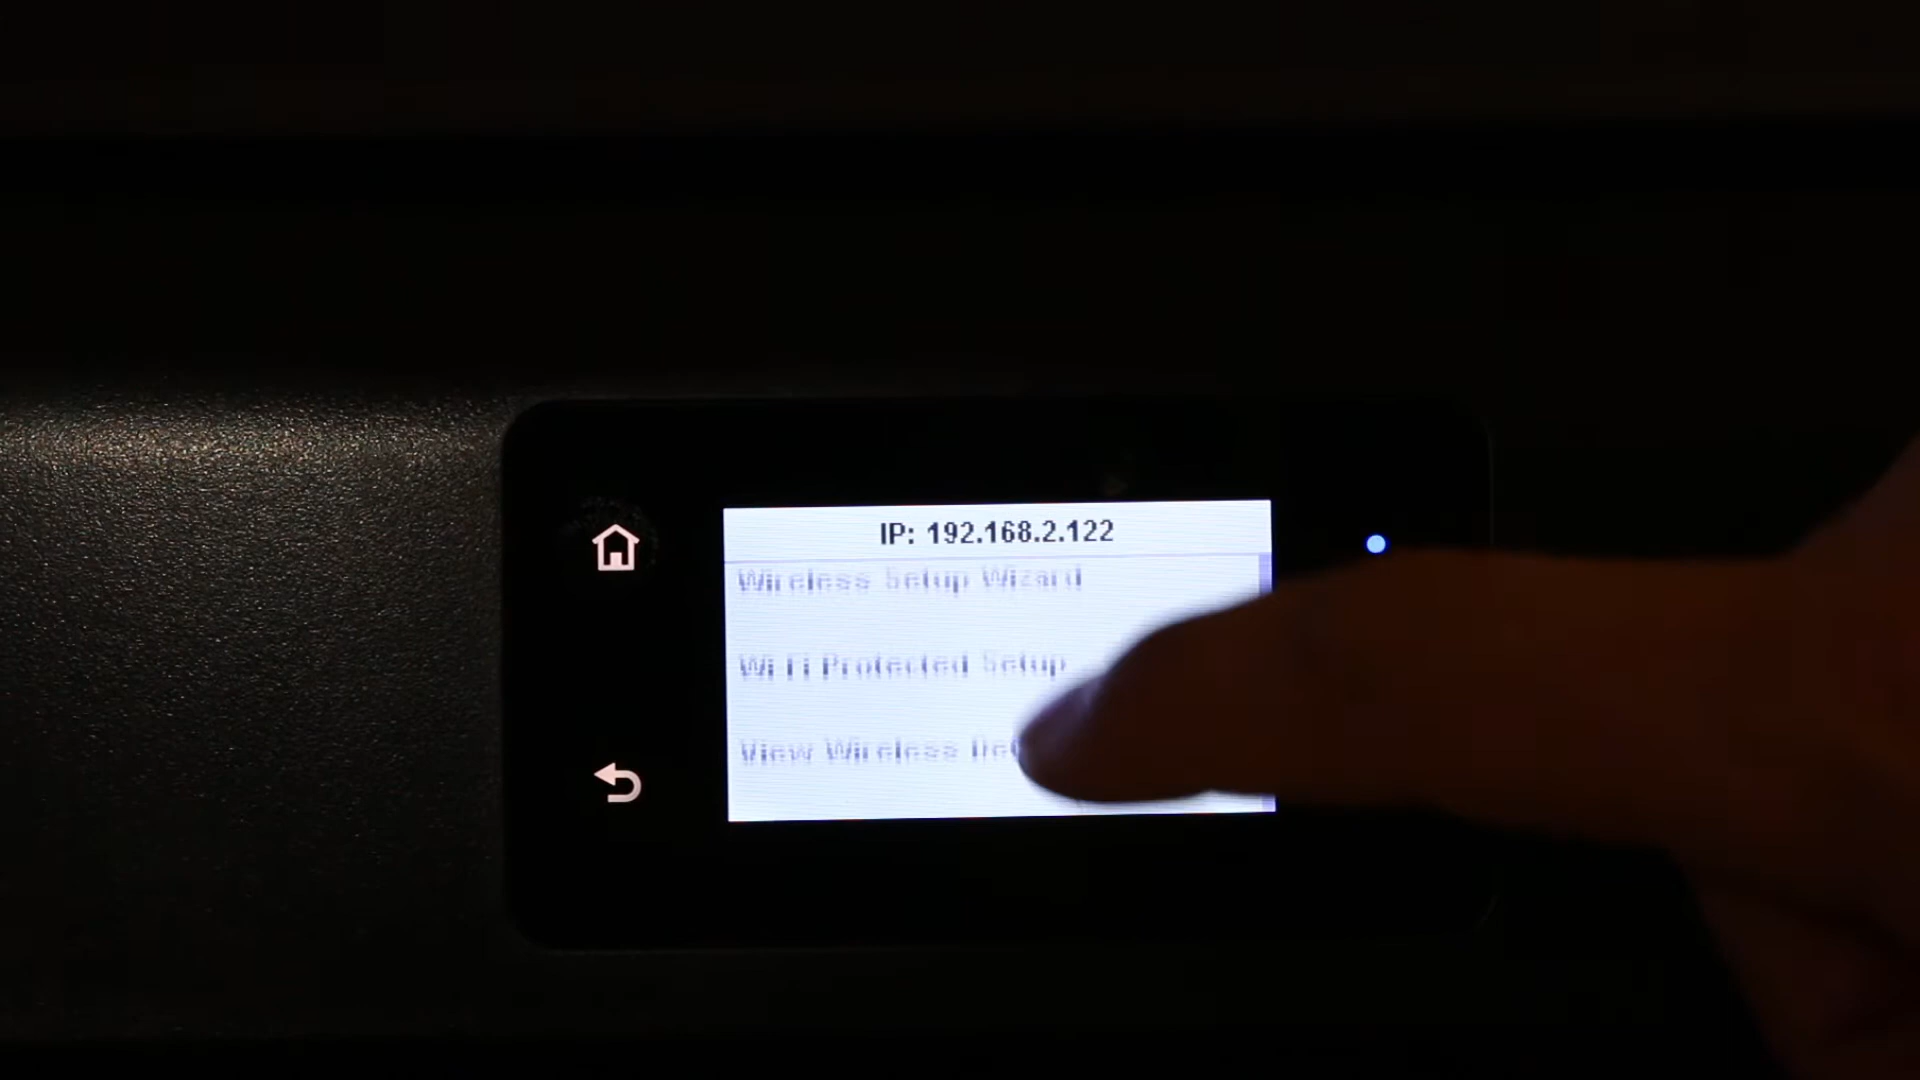 IP: 192.168.2.122
Wireless Setup Wizard
Wi Fi Protected Setup
View Wireless